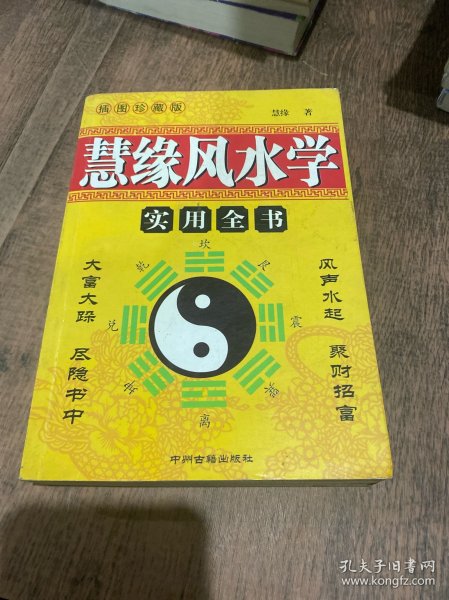 插图珍藏版
慧缘 著
慧缘风水学
实用全书
大富大跺 尽隐书中
风声水起 聚财招富
坎
乾
艮
兑
震
坤
巽
离
中州古籍出版社
孔夫子旧书网
www.kongfz.com